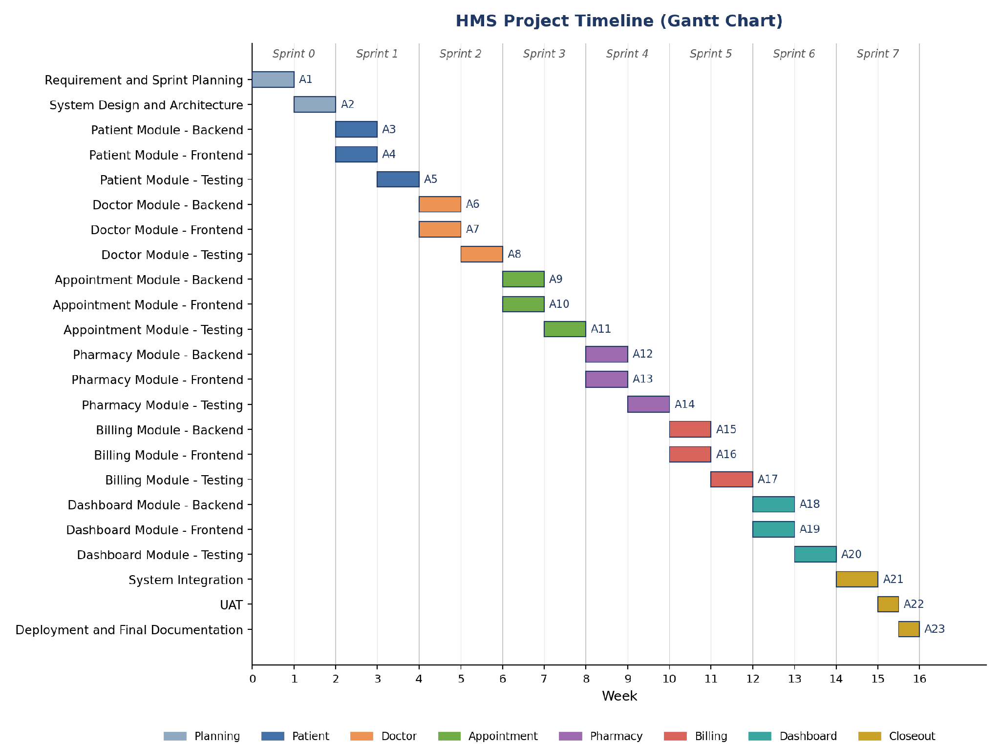 HMS Project Timeline (Gantt Chart)
Sprint 0 Sprint 1 Sprint 2 Sprint 3 Sprint 4 Sprint 5 Sprint 6 Sprint 7
Requirement and Sprint Planning A1
System Design and Architecture A2
Patient Module - Backend A3
Patient Module - Frontend A4
Patient Module - Testing A5
Doctor Module - Backend A6
Doctor Module - Frontend A7
Doctor Module - Testing A8
Appointment Module - Backend A9
Appointment Module - Frontend A10
Appointment Module - Testing A11
Pharmacy Module - Backend A12
Pharmacy Module - Frontend A13
Pharmacy Module - Testing A14
Billing Module - Backend A15
Billing Module - Frontend A16
Billing Module - Testing A17
Dashboard Module - Backend A18
Dashboard Module - Frontend A19
Dashboard Module - Testing A20
System Integration A21
UAT A22
Deployment and Final Documentation A23
0 1 2 3 4 5 6 7 8 9 10 11 12 13 14 15 16
Week
Planning Patient Doctor Appointment Pharmacy Billing Dashboard Closeout